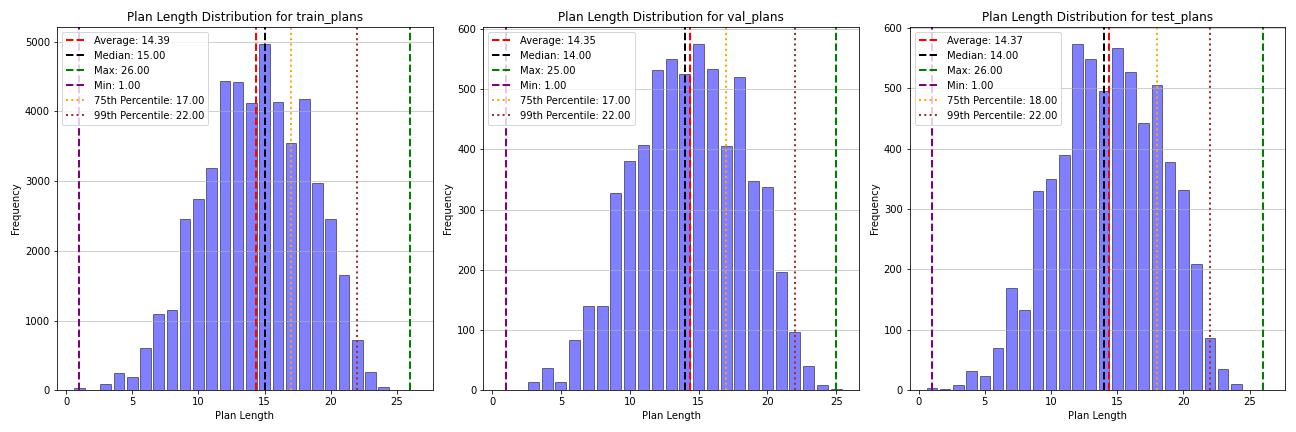 Plan Length Distribution for train_plans
Average: 14.39
Median: 15.00
Max: 26.00
Min: 1.00
75th Percentile: 17.00
99th Percentile: 22.00
5000
4000
3000
2000
1000
0
Frequency
0 5 10 15 20 25
Plan Length
Plan Length Distribution for val_plans
Average: 14.35
Median: 14.00
Max: 25.00
Min: 1.00
75th Percentile: 17.00
99th Percentile: 22.00
600
500
400
300
200
100
0
Frequency
0 5 10 15 20 25
Plan Length
Plan Length Distribution for test_plans
Average: 14.37
Median: 14.00
Max: 26.00
Min: 1.00
75th Percentile: 18.00
99th Percentile: 22.00
600
500
400
300
200
100
0
Frequency
0 5 10 15 20 25
Plan Length